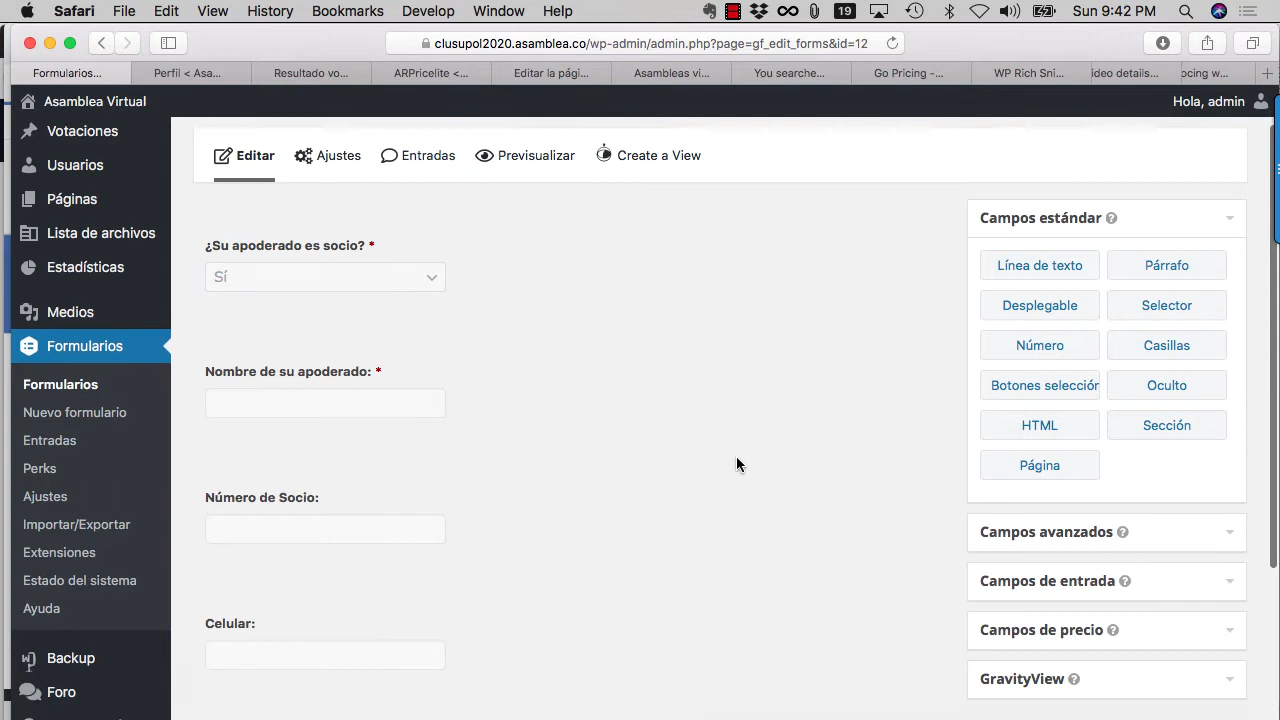 Safari File Edit View History Bookmarks Develop Window Help 19 Sun 9:42 PM
clusupol2020.asamblea.co/wp-admin/admin.php?page=gf_edit_forms&id=12
Formularios... Perfil < Asa... Resultado vo... ARPricelite <... Editar la pági... Asambleas vi... You searche... Go Pricing -... WP Rich Sni... ideo details... ocing w...
Asamblea Virtual Hola, admin
Votaciones
Usuarios
Páginas
Lista de archivos
Estadísticas
Medios
Formularios
Formularios
Nuevo formulario
Entradas
Perks
Ajustes
Importar/Exportar
Extensiones
Estado del sistema
Ayuda
Backup
Foro
Editar Ajustes Entradas Previsualizar Create a View
¿Su apoderado es socio? *
Sí
Nombre de su apoderado: *
Número de Socio:
Celular:
Campos estándar ?
Línea de texto Párrafo
Desplegable Selector
Número Casillas
Botones selección Oculto
HTML Sección
Página
Campos avanzados ?
Campos de entrada ?
Campos de precio ?
GravityView ?